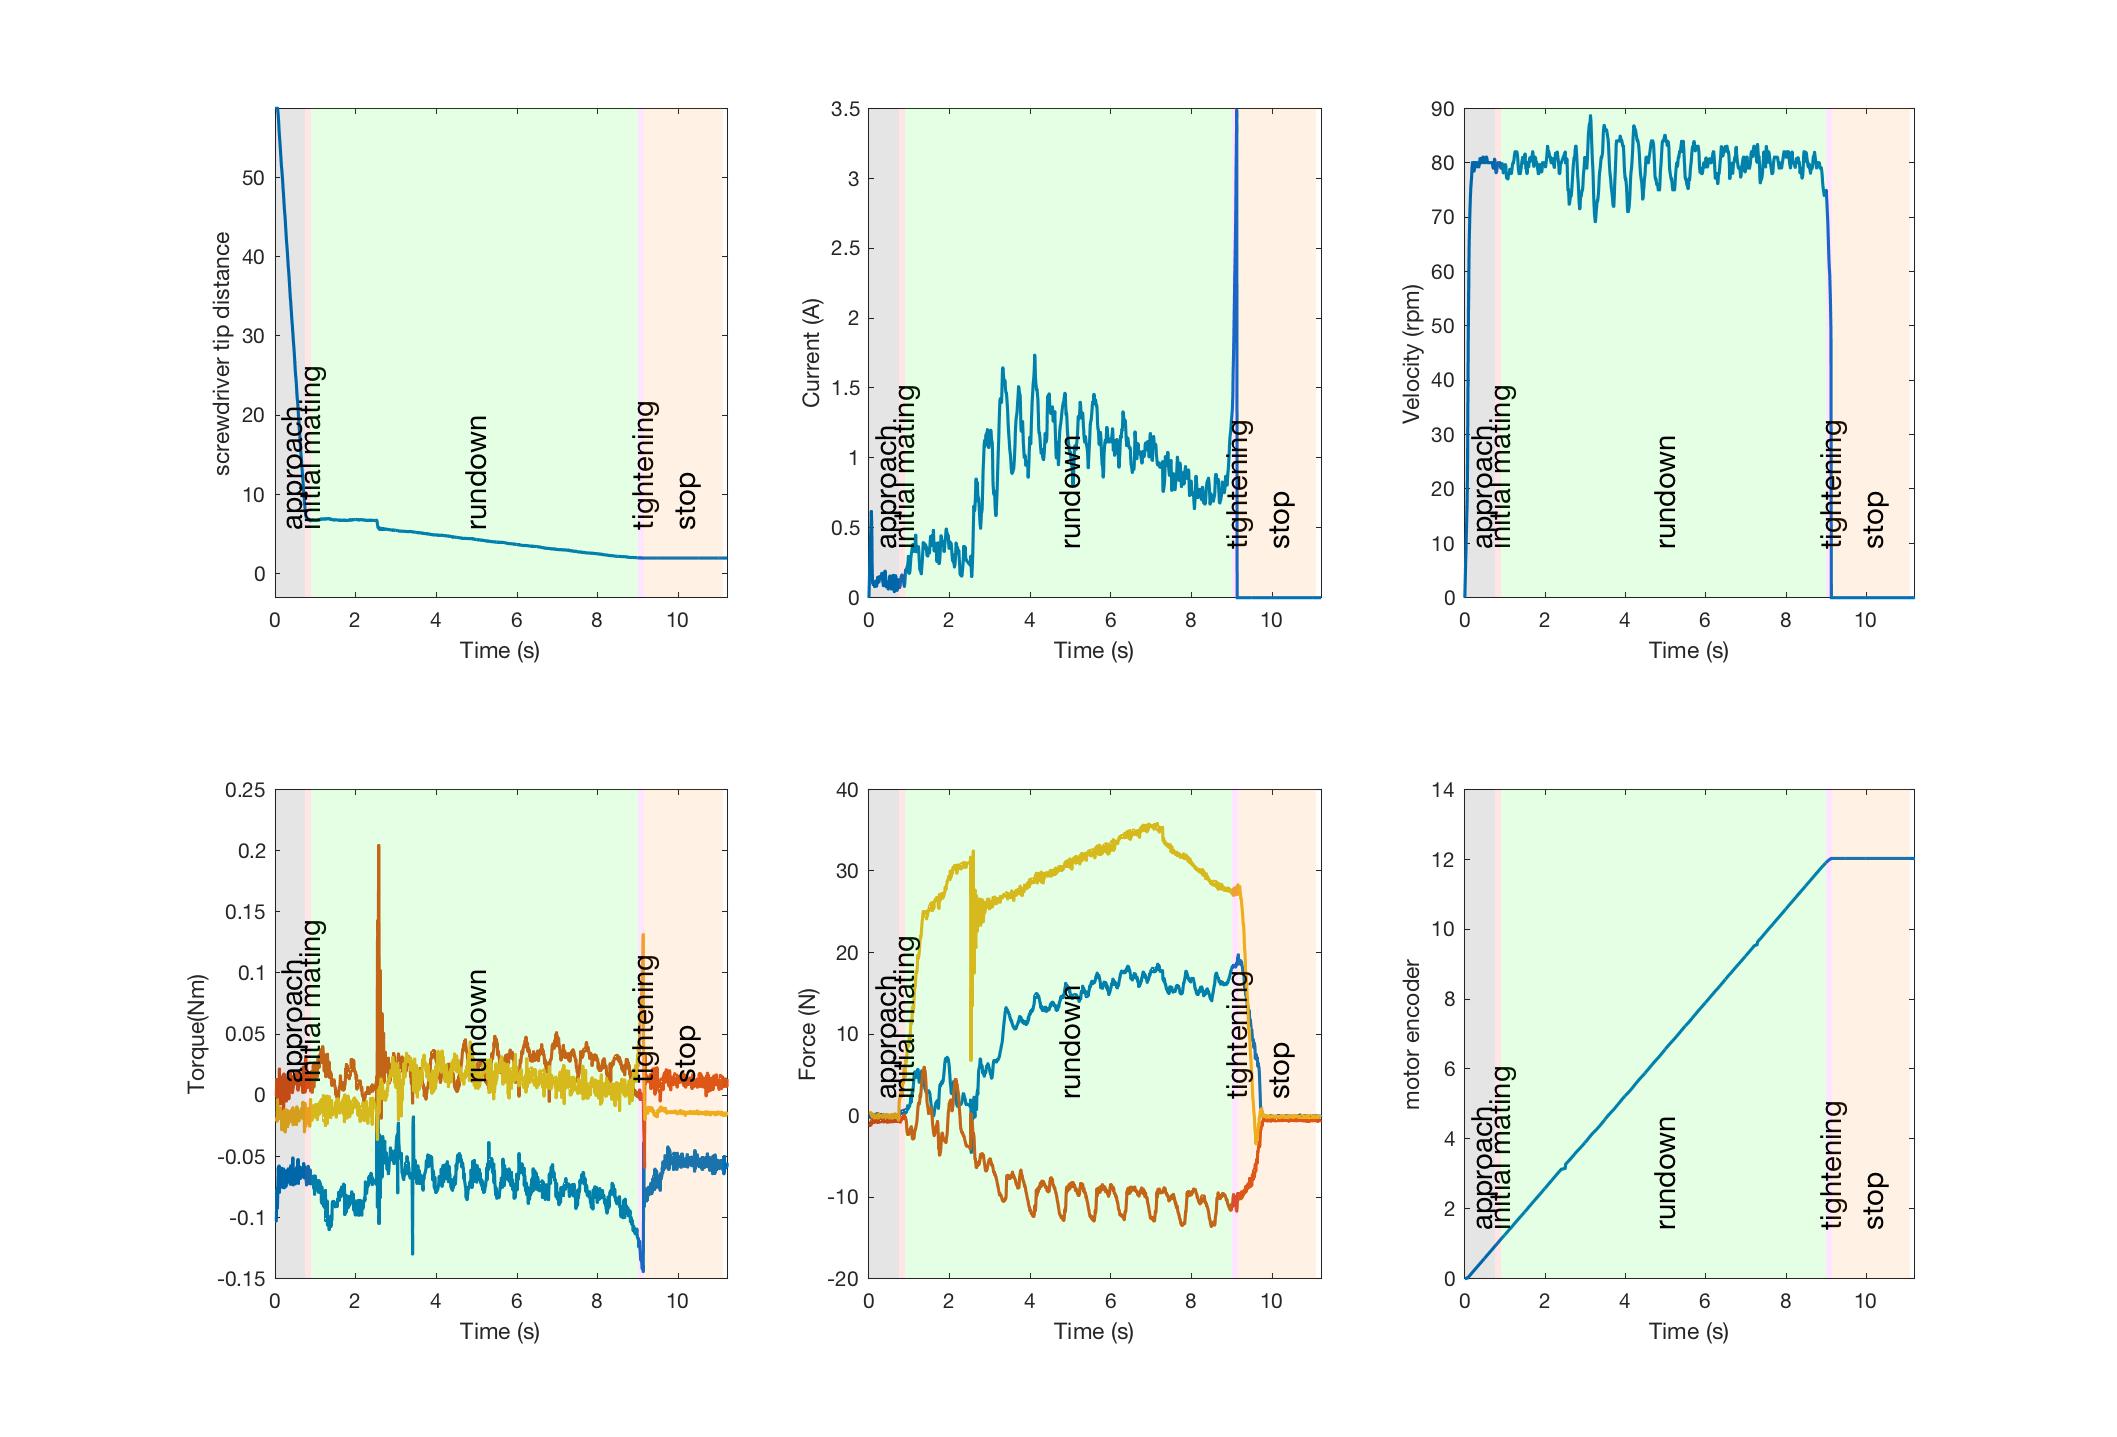 screwdriver tip distance
50
40
30
20
10
0
approach
initial mating
rundown
tightening
stop
0 2 4 6 8 10
Time (s)
Current (A)
3.5
3
2.5
2
1.5
1
0.5
0
approach
initial mating
rundown
tightening
stop
0 2 4 6 8 10
Time (s)
Velocity (rpm)
90
80
70
60
50
40
30
20
10
0
approach
initial mating
rundown
tightening
stop
0 2 4 6 8 10
Time (s)
Torque(Nm)
0.25
0.2
0.15
0.1
0.05
0
-0.05
-0.1
-0.15
approach
initial mating
rundown
tightening
stop
0 2 4 6 8 10
Time (s)
Force (N)
40
30
20
10
0
-10
-20
approach
initial mating
rundown
tightening
stop
0 2 4 6 8 10
Time (s)
motor encoder
14
12
10
8
6
4
2
0
approach
initial mating
rundown
tightening
stop
0 2 4 6 8 10
Time (s)